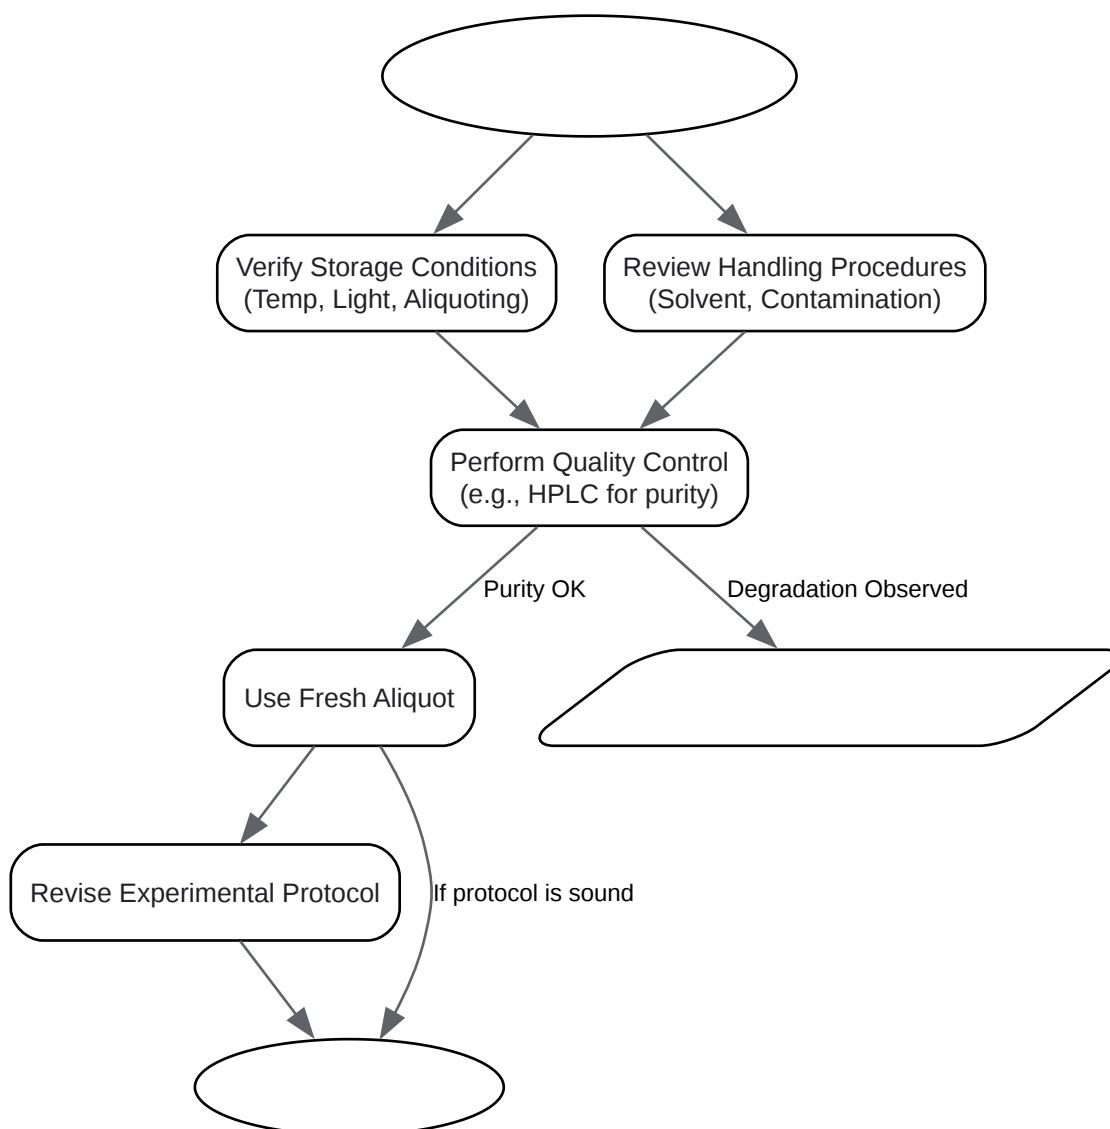 Verify Storage Conditions
(Temp, Light, Aliquoting)
Review Handling Procedures
(Solvent, Contamination)
Perform Quality Control
(e.g., HPLC for purity)
Purity OK
Degradation Observed
Use Fresh Aliquot
Revise Experimental Protocol
If protocol is sound